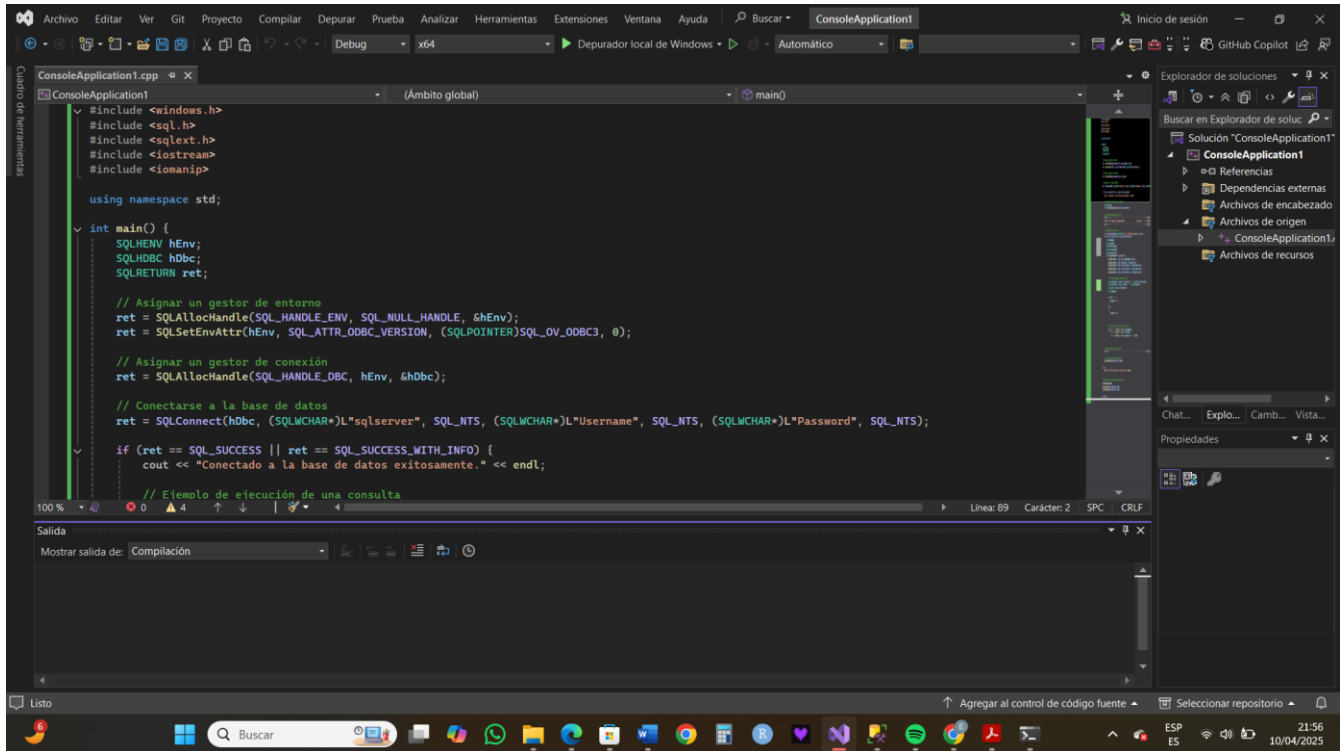 Archivo Editar Ver Git Proyecto Compilar Depurar Prueba Analizar Herramientas Extensiones Ventana Ayuda Buscar ConsoleApplication1 Inicio de sesión
Debug x64 Depurador local de Windows Automático GitHub Copilot
Cuadro de herramientas
ConsoleApplication1.cpp
ConsoleApplication1 (Ámbito global) main()
#include <windows.h>
#include <sql.h>
#include <sqlext.h>
#include <iostream>
#include <iomanip>
using namespace std;
int main() {
SQLHENV hEnv;
SQLHDBC hDbc;
SQLRETURN ret;
// Asignar un gestor de entorno
ret = SQLAllocHandle(SQL_HANDLE_ENV, SQL_NULL_HANDLE, &hEnv);
ret = SQLSetEnvAttr(hEnv, SQL_ATTR_ODBC_VERSION, (SQLPOINTER)SQL_OV_ODBC3, 0);
// Asignar un gestor de conexión
ret = SQLAllocHandle(SQL_HANDLE_DBC, hEnv, &hDbc);
// Conectarse a la base de datos
ret = SQLConnect(hDbc, (SQLWCHAR*)L"sqlserver", SQL_NTS, (SQLWCHAR*)L"Username", SQL_NTS, (SQLWCHAR*)L"Password", SQL_NTS);
if (ret == SQL_SUCCESS || ret == SQL_SUCCESS_WITH_INFO) {
cout << "Conectado a la base de datos exitosamente." << endl;
// Ejemplo de ejecución de una consulta
100 % 0 4 Línea: 89 Carácter: 2 SPC CRLF
Salida
Mostrar salida de: Compilación
Explorador de soluciones
Buscar en Explorador de soluc
Solución "ConsoleApplication1"
ConsoleApplication1
Referencias
Dependencias externas
Archivos de encabezado
Archivos de origen
ConsoleApplication1.
Archivos de recursos
Chat... Explo... Camb... Vista...
Propiedades
Listo Agregar al control de código fuente Seleccionar repositorio
6 Buscar ESP 21:56
ES 10/04/2025